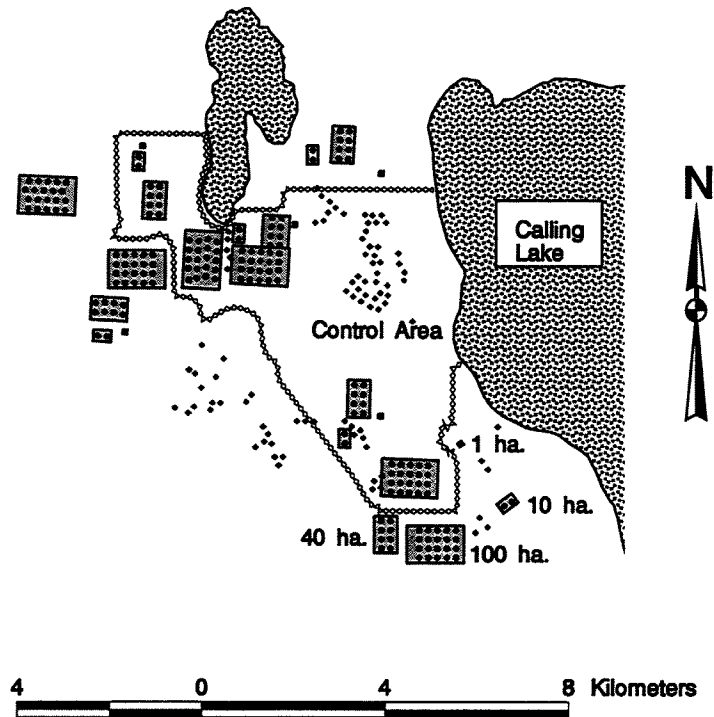 N
Calling
Lake
Control Area
1 ha.
10 ha.
40 ha.
100 ha.
4 0 4 8 Kilometers